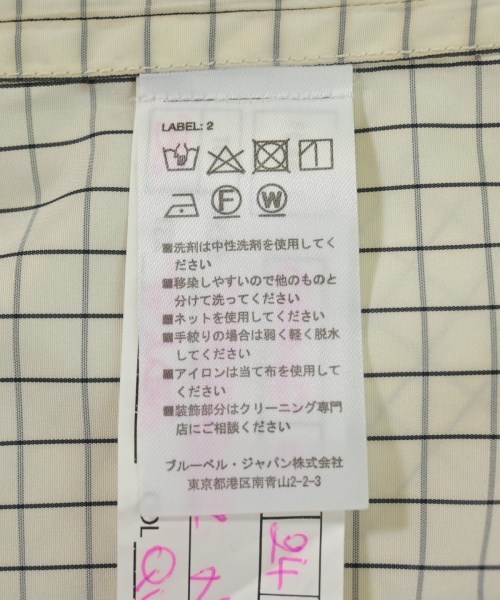 LABEL: 2
F W
■洗剤は中性洗剤を使用してく
ださい
■移染しやすいので他のものと
分けて洗ってください
■ネットを使用してください
■手絞りの場合は弱く軽く脱水
してください
■アイロンは当て布を使用して
ください
■装飾部分はクリーニング専門
店にご相談ください
ブルーベル・ジャパン株式会社
東京都港区南青山2-2-3
24